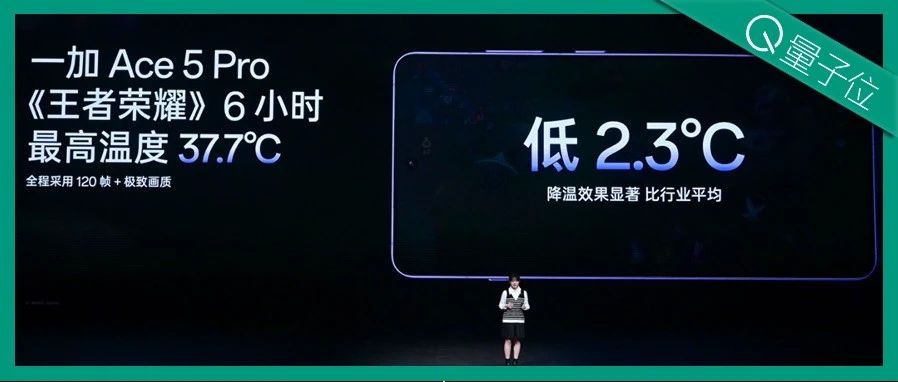 一加 Ace 5 Pro
《王者荣耀》6 小时
最高温度 37.7℃
全程采用 120 帧 + 极致画质
低 2.3℃
降温效果显著 比行业平均
量子位